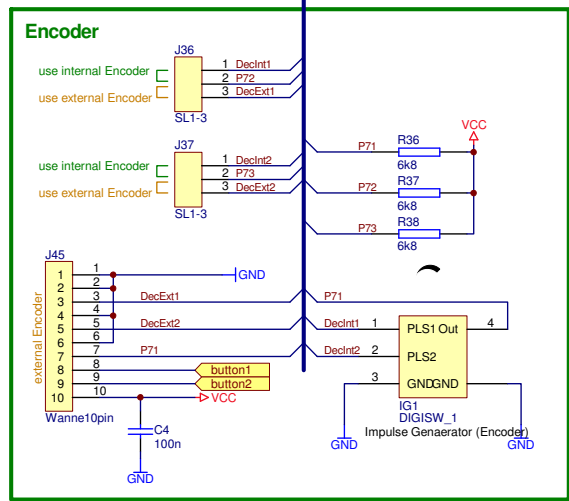 Encoder
J36
use internal Encoder
use external Encoder
1 DecInt1
2 P72
3 DecExt1
SL1-3
J37
use internal Encoder
use external Encoder
1 DecInt2
2 P73
3 DecExt2
SL1-3
VCC
P71 R36
6k8
P72 R37
6k8
P73 R38
6k8
J45
external Encoder
1 1 GND
2 2
3 3 DecExt1
4 4
5 5 DecExt2
6 6
7 7 P71
8 8 button1
9 9 button2
10 10 VCC
Wanne10pin
C4
100n
GND
P71
DecInt1 1 PLS1 Out 4
DecInt2 2 PLS2
3 GND GND
IG1
DIGISW_1
Impulse Genaerator (Encoder)
GND GND